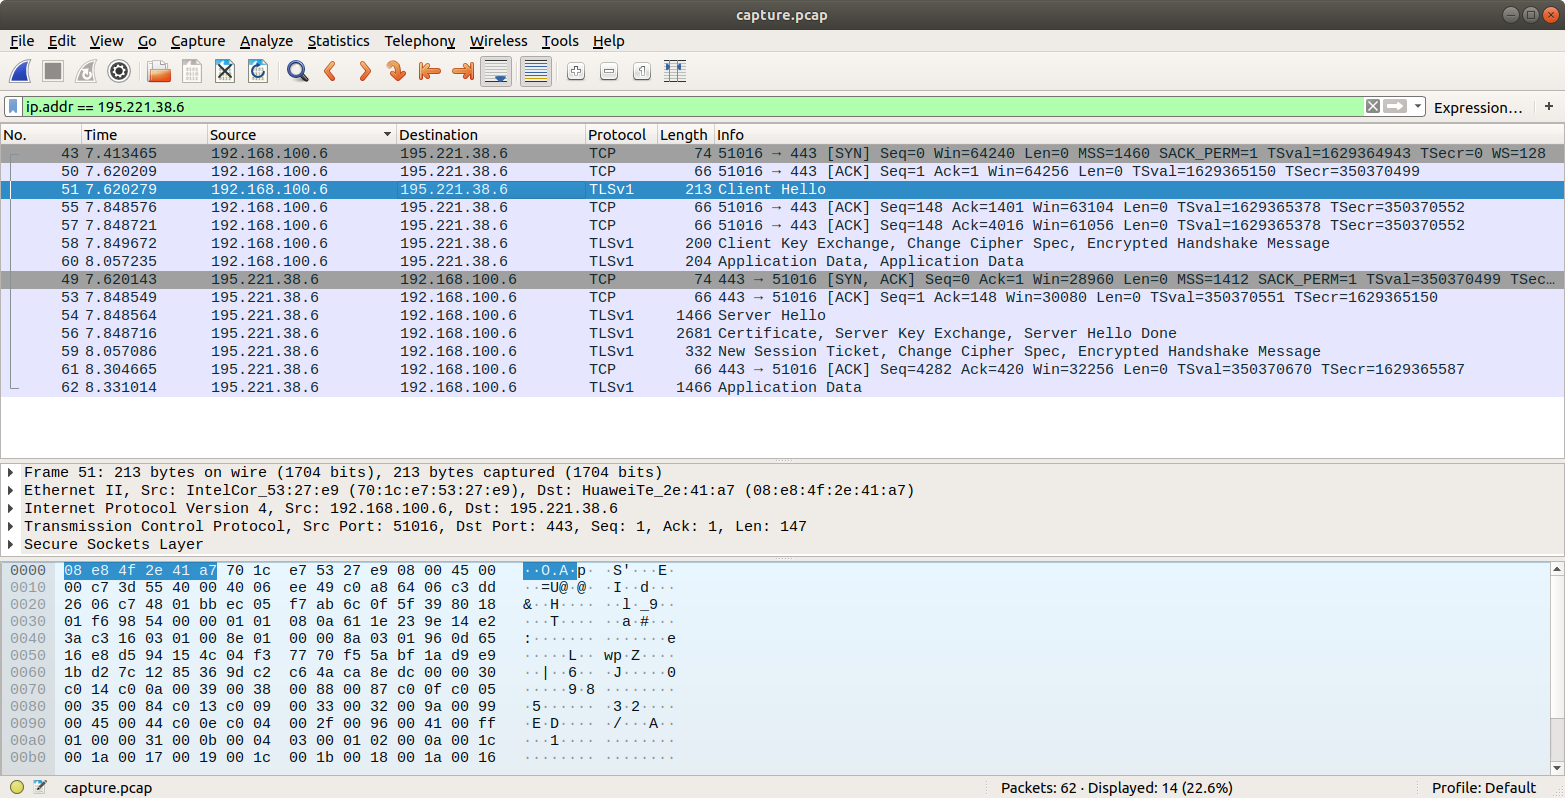 capture.pcap
File Edit View Go Capture Analyze Statistics Telephony Wireless Tools Help
ip.addr == 195.221.38.6 Expression… +
No. Time Source Destination Protocol Length Info
43 7.413465 192.168.100.6 195.221.38.6 TCP 74 51016 → 443 [SYN] Seq=0 Win=64240 Len=0 MSS=1460 SACK_PERM=1 TSval=1629364943 TSecr=0 WS=128
50 7.620209 192.168.100.6 195.221.38.6 TCP 66 51016 → 443 [ACK] Seq=1 Ack=1 Win=64256 Len=0 TSval=1629365150 TSecr=350370499
51 7.620279 192.168.100.6 195.221.38.6 TLSv1 213 Client Hello
55 7.848576 192.168.100.6 195.221.38.6 TCP 66 51016 → 443 [ACK] Seq=148 Ack=1401 Win=63104 Len=0 TSval=1629365378 TSecr=350370552
57 7.848721 192.168.100.6 195.221.38.6 TCP 66 51016 → 443 [ACK] Seq=148 Ack=4016 Win=61056 Len=0 TSval=1629365378 TSecr=350370552
58 7.849672 192.168.100.6 195.221.38.6 TLSv1 200 Client Key Exchange, Change Cipher Spec, Encrypted Handshake Message
60 8.057235 192.168.100.6 195.221.38.6 TLSv1 204 Application Data, Application Data
49 7.620143 195.221.38.6 192.168.100.6 TCP 74 443 → 51016 [SYN, ACK] Seq=0 Ack=1 Win=28960 Len=0 MSS=1412 SACK_PERM=1 TSval=350370499 TSec…
53 7.848549 195.221.38.6 192.168.100.6 TCP 66 443 → 51016 [ACK] Seq=1 Ack=148 Win=30080 Len=0 TSval=350370551 TSecr=1629365150
54 7.848564 195.221.38.6 192.168.100.6 TLSv1 1466 Server Hello
56 7.848716 195.221.38.6 192.168.100.6 TLSv1 2681 Certificate, Server Key Exchange, Server Hello Done
59 8.057086 195.221.38.6 192.168.100.6 TLSv1 332 New Session Ticket, Change Cipher Spec, Encrypted Handshake Message
61 8.304665 195.221.38.6 192.168.100.6 TCP 66 443 → 51016 [ACK] Seq=4282 Ack=420 Win=32256 Len=0 TSval=350370670 TSecr=1629365587
62 8.331014 195.221.38.6 192.168.100.6 TLSv1 1466 Application Data
Frame 51: 213 bytes on wire (1704 bits), 213 bytes captured (1704 bits)
Ethernet II, Src: IntelCor_53:27:e9 (70:1c:e7:53:27:e9), Dst: HuaweiTe_2e:41:a7 (08:e8:4f:2e:41:a7)
Internet Protocol Version 4, Src: 192.168.100.6, Dst: 195.221.38.6
Transmission Control Protocol, Src Port: 51016, Dst Port: 443, Seq: 1, Ack: 1, Len: 147
Secure Sockets Layer
0000 08 e8 4f 2e 41 a7 70 1c e7 53 27 e9 08 00 45 00 ··O.A·p· ·S'···E·
0010 00 c7 3d 55 40 00 40 06 ee 49 c0 a8 64 06 c3 dd ··=U@·@· ·I··d···
0020 26 06 c7 48 01 bb ec 05 f7 ab 6c 0f 5f 39 80 18 &··H···· ··l·_9··
0030 01 f6 98 54 00 00 01 01 08 0a 61 1e 23 9e 14 e2 ···T···· ··a·#···
0040 3a c3 16 03 01 00 8e 01 00 00 8a 03 01 96 0d 65 :······· ·······e
0050 16 e8 d5 94 15 4c 04 f3 77 70 f5 5a bf 1a d9 e9 ·····L·· wp·Z····
0060 1b d2 7c 12 85 36 9d c2 c6 4a ca 8e dc 00 00 30 ··|··6·· ·J·····0
0070 c0 14 c0 0a 00 39 00 38 00 88 00 87 c0 0f c0 05 ·····9·8 ········
0080 00 35 00 84 c0 13 c0 09 00 33 00 32 00 9a 00 99 ·5······ ·3·2····
0090 00 45 00 44 c0 0e c0 04 00 2f 00 96 00 41 00 ff ·E·D···· ·/···A··
00a0 01 00 00 31 00 0b 00 04 03 00 01 02 00 0a 00 1c ···1···· ········
00b0 00 1a 00 17 00 19 00 1c 00 1b 00 18 00 1a 00 16 ········ ········
capture.pcap Packets: 62 · Displayed: 14 (22.6%) Profile: Default